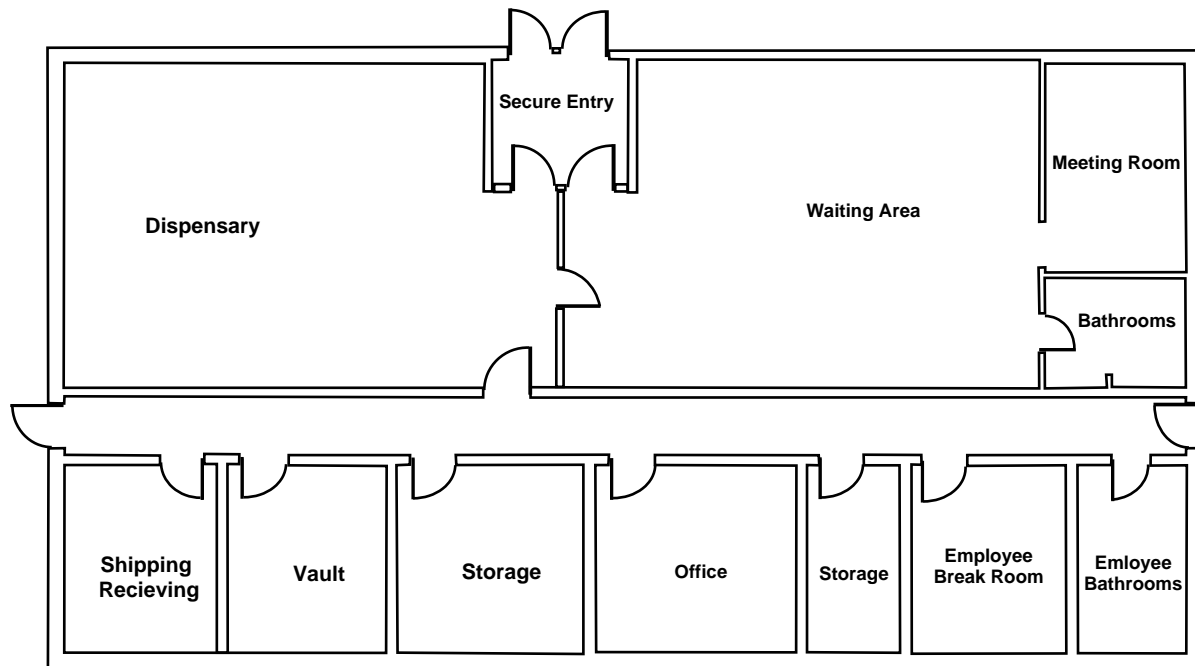 Secure Entry
Meeting Room
Waiting Area
Dispensary
Bathrooms
Shipping
Recieving
Vault
Storage
Office
Storage
Employee
Break Room
Emloyee
Bathrooms